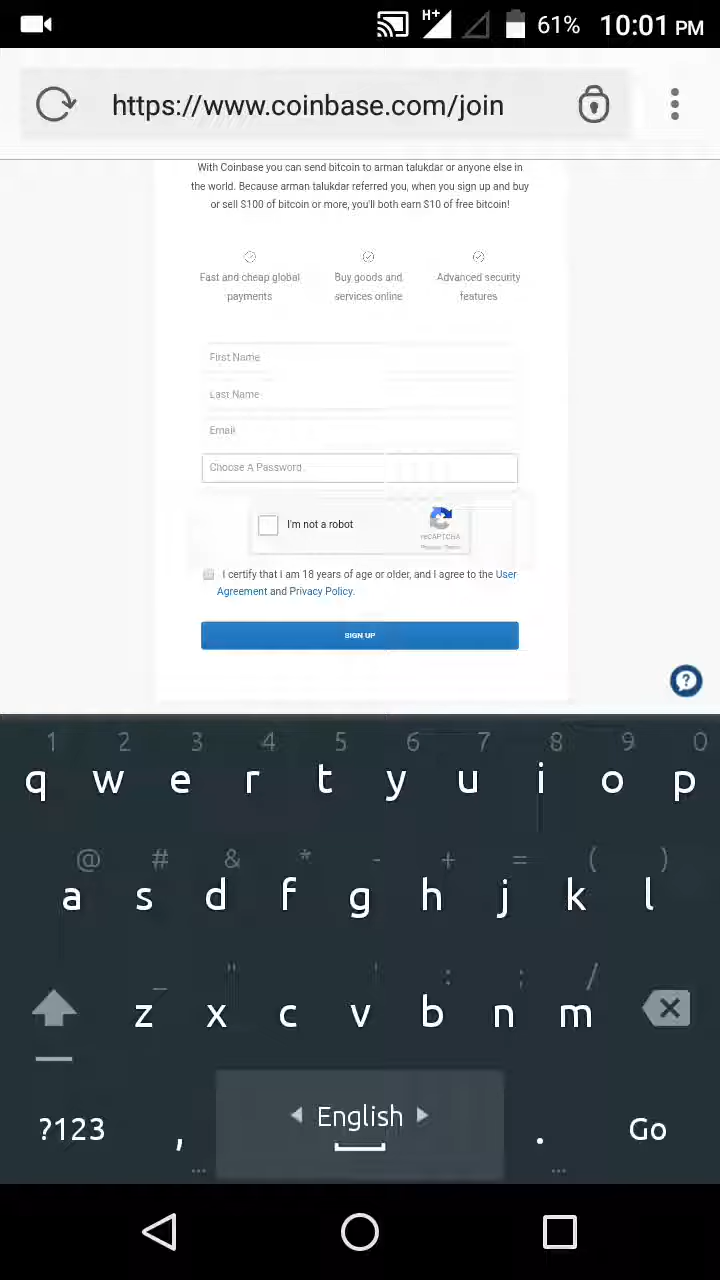 H+ 61% 10:01 PM
https://www.coinbase.com/join
With Coinbase you can send bitcoin to arman talukdar or anyone else in
the world. Because arman talukdar referred you, when you sign up and buy
or sell $100 of bitcoin or more, you'll both earn $10 of free bitcoin!
Fast and cheap global
payments
Buy goods and
services online
Advanced security
features
First Name
Last Name
Email
Choose A Password
I'm not a robot
reCAPTCHA
Privacy - Terms
I certify that I am 18 years of age or older, and I agree to the User
Agreement and Privacy Policy.
SIGN UP
?
1 2 3 4 5 6 7 8 9 0
q w e r t y u i o p
@ # & * - + = ( )
a s d f g h j k l
_ " ' : ; /
z x c v b n m
?123 , English . Go
... ...